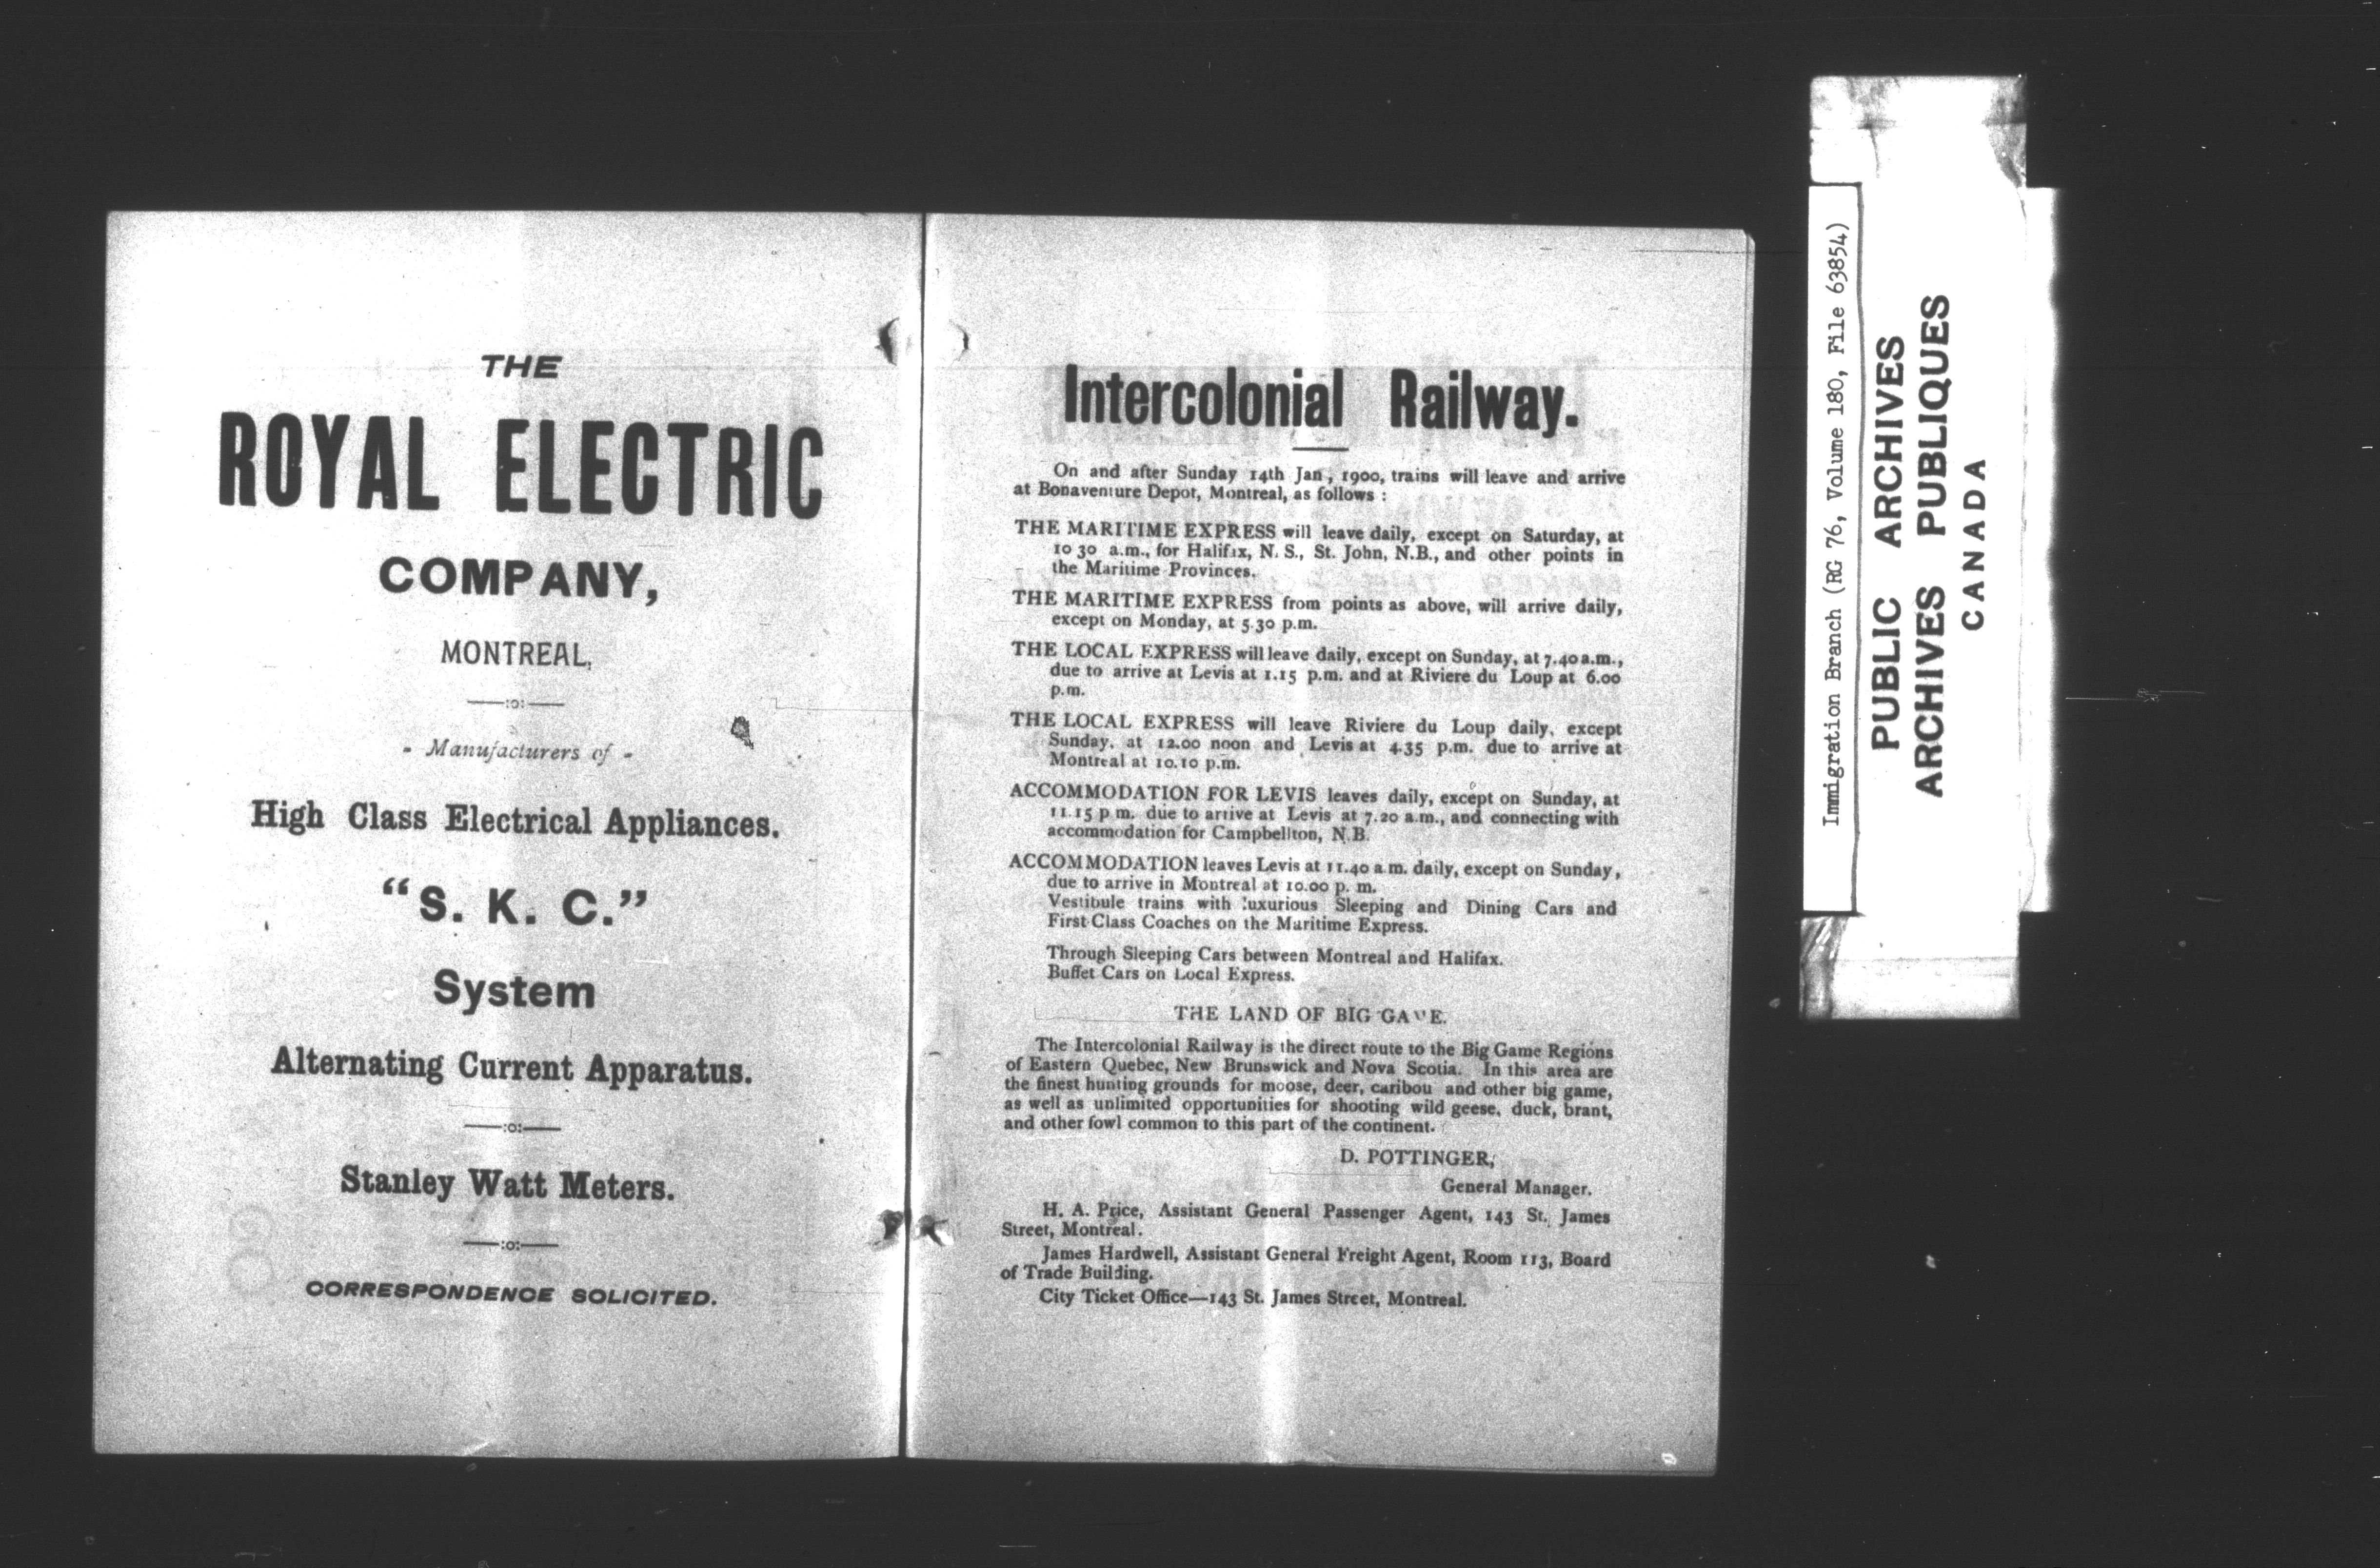 THE
ROYAL ELECTRIC
COMPANY,
MONTREAL,
—:o:—
- Manufacturers of -
High Class Electrical Appliances.
“S. K. C.”
System
Alternating Current Apparatus.
—:o:—
Stanley Watt Meters.
—:o:—
CORRESPONDENCE SOLICITED.
Intercolonial Railway.
On and after Sunday 14th Jan, 1900, trains will leave and arrive
at Bonaventure Depot, Montreal, as follows :
THE MARITIME EXPRESS will leave daily, except on Saturday, at
10 30 a.m., for Halifax, N. S., St. John, N.B., and other points in
the Maritime Provinces.
THE MARITIME EXPRESS from points as above, will arrive daily,
except on Monday, at 5.30 p.m.
THE LOCAL EXPRESS will leave daily, except on Sunday, at 7.40 a.m.,
due to arrive at Levis at 1.15 p.m. and at Riviere du Loup at 6.00
p.m.
THE LOCAL EXPRESS will leave Riviere du Loup daily, except
Sunday, at 12.00 noon and Levis at 4.35 p.m. due to arrive at
Montreal at 10.10 p.m.
ACCOMMODATION FOR LEVIS leaves daily, except on Sunday, at
11.15 p m. due to arrive at Levis at 7.20 a.m., and connecting with
accommodation for Campbellton, N.B.
ACCOMMODATION leaves Levis at 11.40 a.m. daily, except on Sunday,
due to arrive in Montreal at 10.00 p. m.
Vestibule trains with luxurious Sleeping and Dining Cars and
First Class Coaches on the Maritime Express.
Through Sleeping Cars between Montreal and Halifax.
Buffet Cars on Local Express.
THE LAND OF BIG GAME.
The Intercolonial Railway is the direct route to the Big Game Regions
of Eastern Quebec, New Brunswick and Nova Scotia. In this area are
the finest hunting grounds for moose, deer, caribou and other big game,
as well as unlimited opportunities for shooting wild geese, duck, brant,
and other fowl common to this part of the continent.
D. POTTINGER,
General Manager.
H. A. Price, Assistant General Passenger Agent, 143 St. James
Street, Montreal.
James Hardwell, Assistant General Freight Agent, Room 113, Board
of Trade Building.
City Ticket Office—143 St. James Street, Montreal.
Immigration Branch (RG 76, Volume 180, File 63854)
PUBLIC ARCHIVES
ARCHIVES PUBLIQUES
CANADA